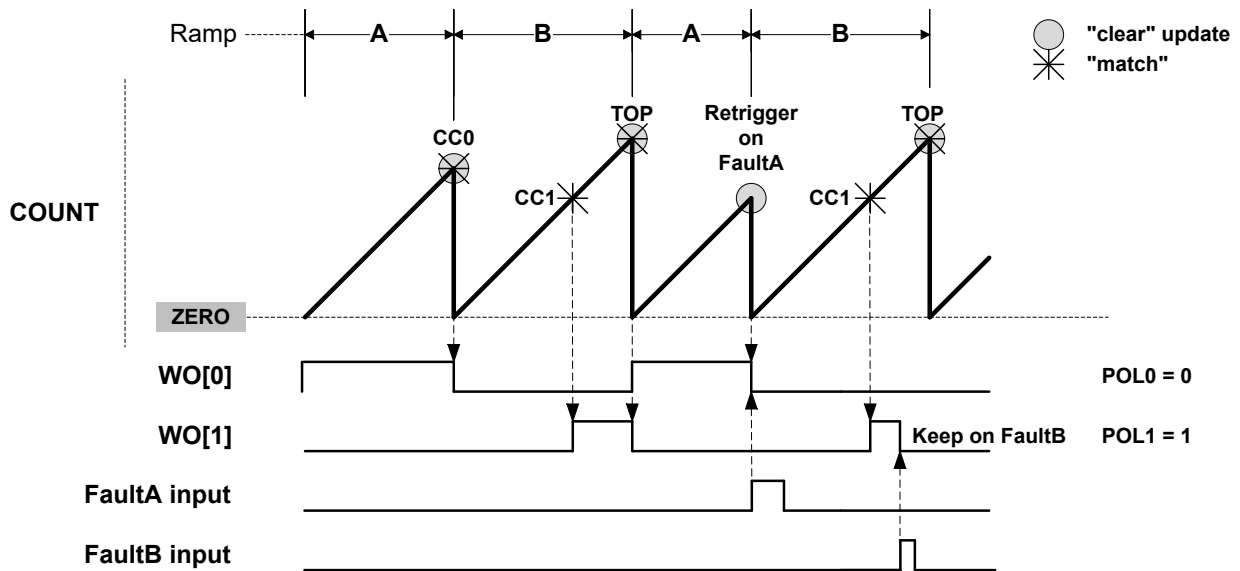 Ramp A B A B
"clear" update
"match"
TOP Retrigger TOP
on
CC0 FaultA
CC1 CC1
COUNT
ZERO
WO[0] POL0 = 0
WO[1] Keep on FaultB POL1 = 1
FaultA input
FaultB input